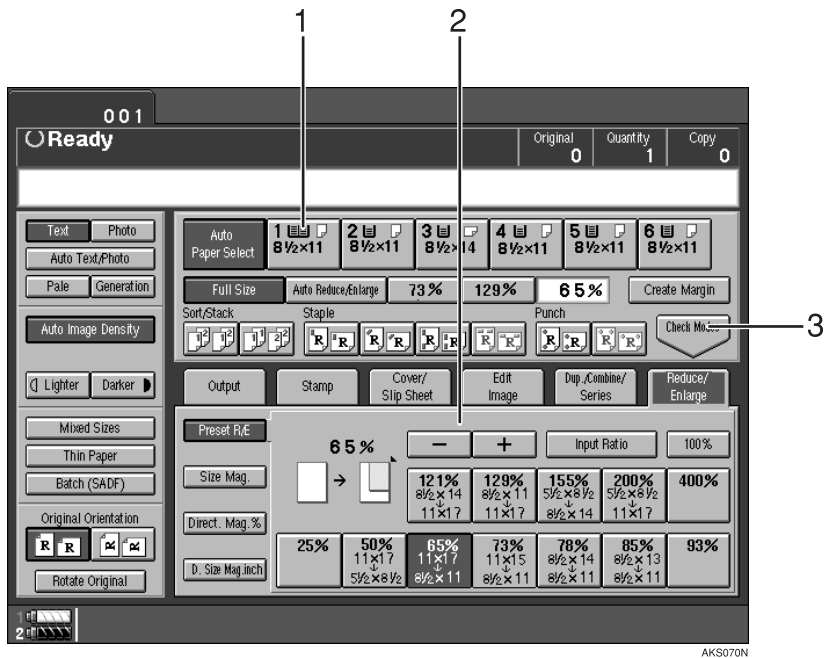 1 2
001
Ready
Original Quantity Copy
0 1 0
Text Photo
Auto Text/Photo
Pale Generation
Auto Image Density
Lighter Darker
Mixed Sizes
Thin Paper
Batch (SADF)
Original Orientation
R R R R
Rotate Original
Auto Paper Select
1 8½×11
2 8½×11
3 8½×14
4 8½×11
5 8½×11
6 8½×11
Full Size Auto Reduce/Enlarge 73% 129% 65% Create Margin
Sort/Stack Staple Punch
1 2 1 2 1 1 2 2 R R R R R R R R R R R R
Check Modes
3
Output Stamp Cover/ Slip Sheet Edit Image Dup./Combine/ Series Reduce/ Enlarge
Preset R/E
Size Mag.
Direct. Mag.%
D. Size Mag.inch
65% − + Input Ratio 100%
→
121% 8½×14 ↓ 11×17
129% 8½×11 ↓ 11×17
155% 5½×8½ ↓ 8½×14
200% 5½×8½ ↓ 11×17
400%
25%
50% 11×17 ↓ 5½×8½
65% 11×17 ↓ 8½×11
73% 11×15 ↓ 8½×11
78% 8½×14 ↓ 8½×11
85% 8½×13 ↓ 8½×11
93%
1
2
AKS070N